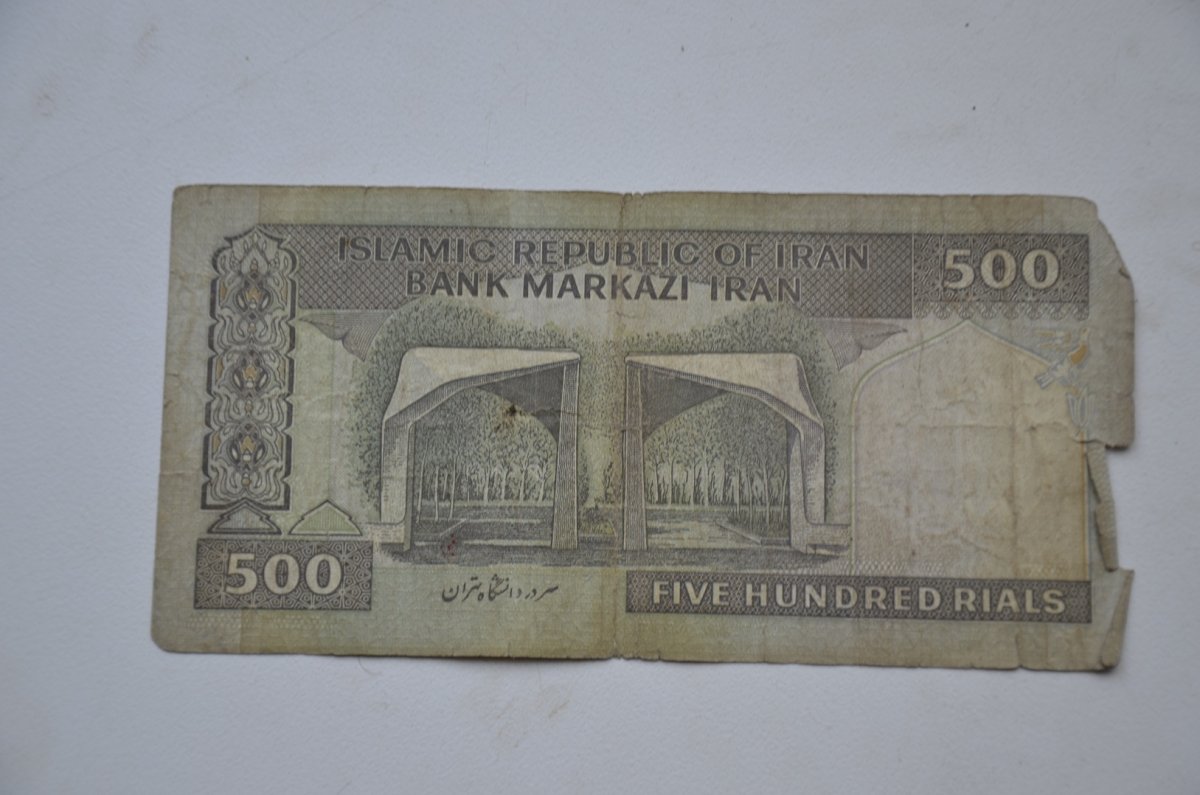 ISLAMIC REPUBLIC OF IRAN
BANK MARKAZI IRAN
500
500
سردر دانشگاه تهران
FIVE HUNDRED RIALS